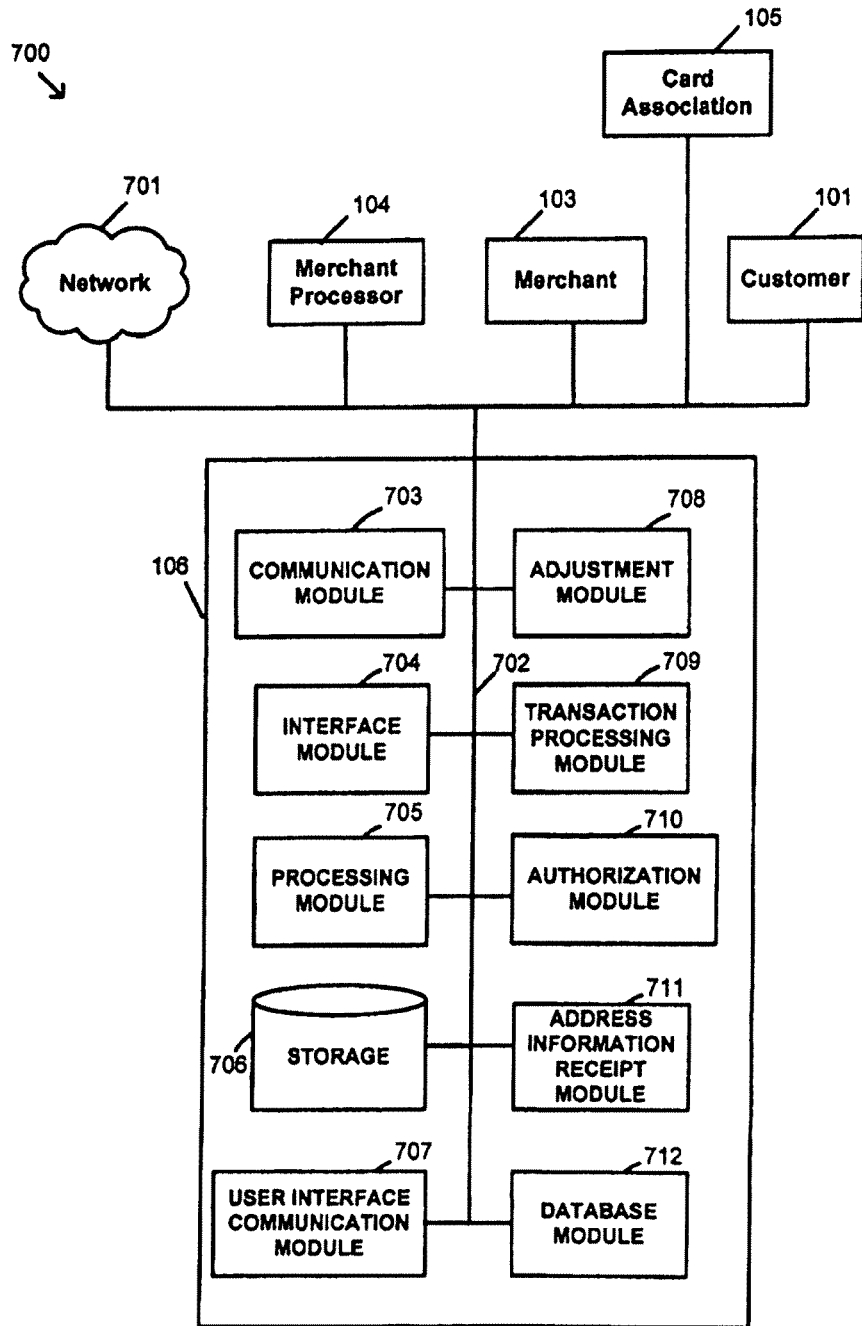 105
700
Card
Association
701
104
103
101
Network
Merchant
Processor
Merchant
Customer
703
708
106
COMMUNICATION
MODULE
ADJUSTMENT
MODULE
704
702
709
INTERFACE
MODULE
TRANSACTION
PROCESSING
MODULE
705
710
PROCESSING
MODULE
AUTHORIZATION
MODULE
711
706
STORAGE
ADDRESS
INFORMATION
RECEIPT
MODULE
707
712
USER INTERFACE
COMMUNICATION
MODULE
DATABASE
MODULE